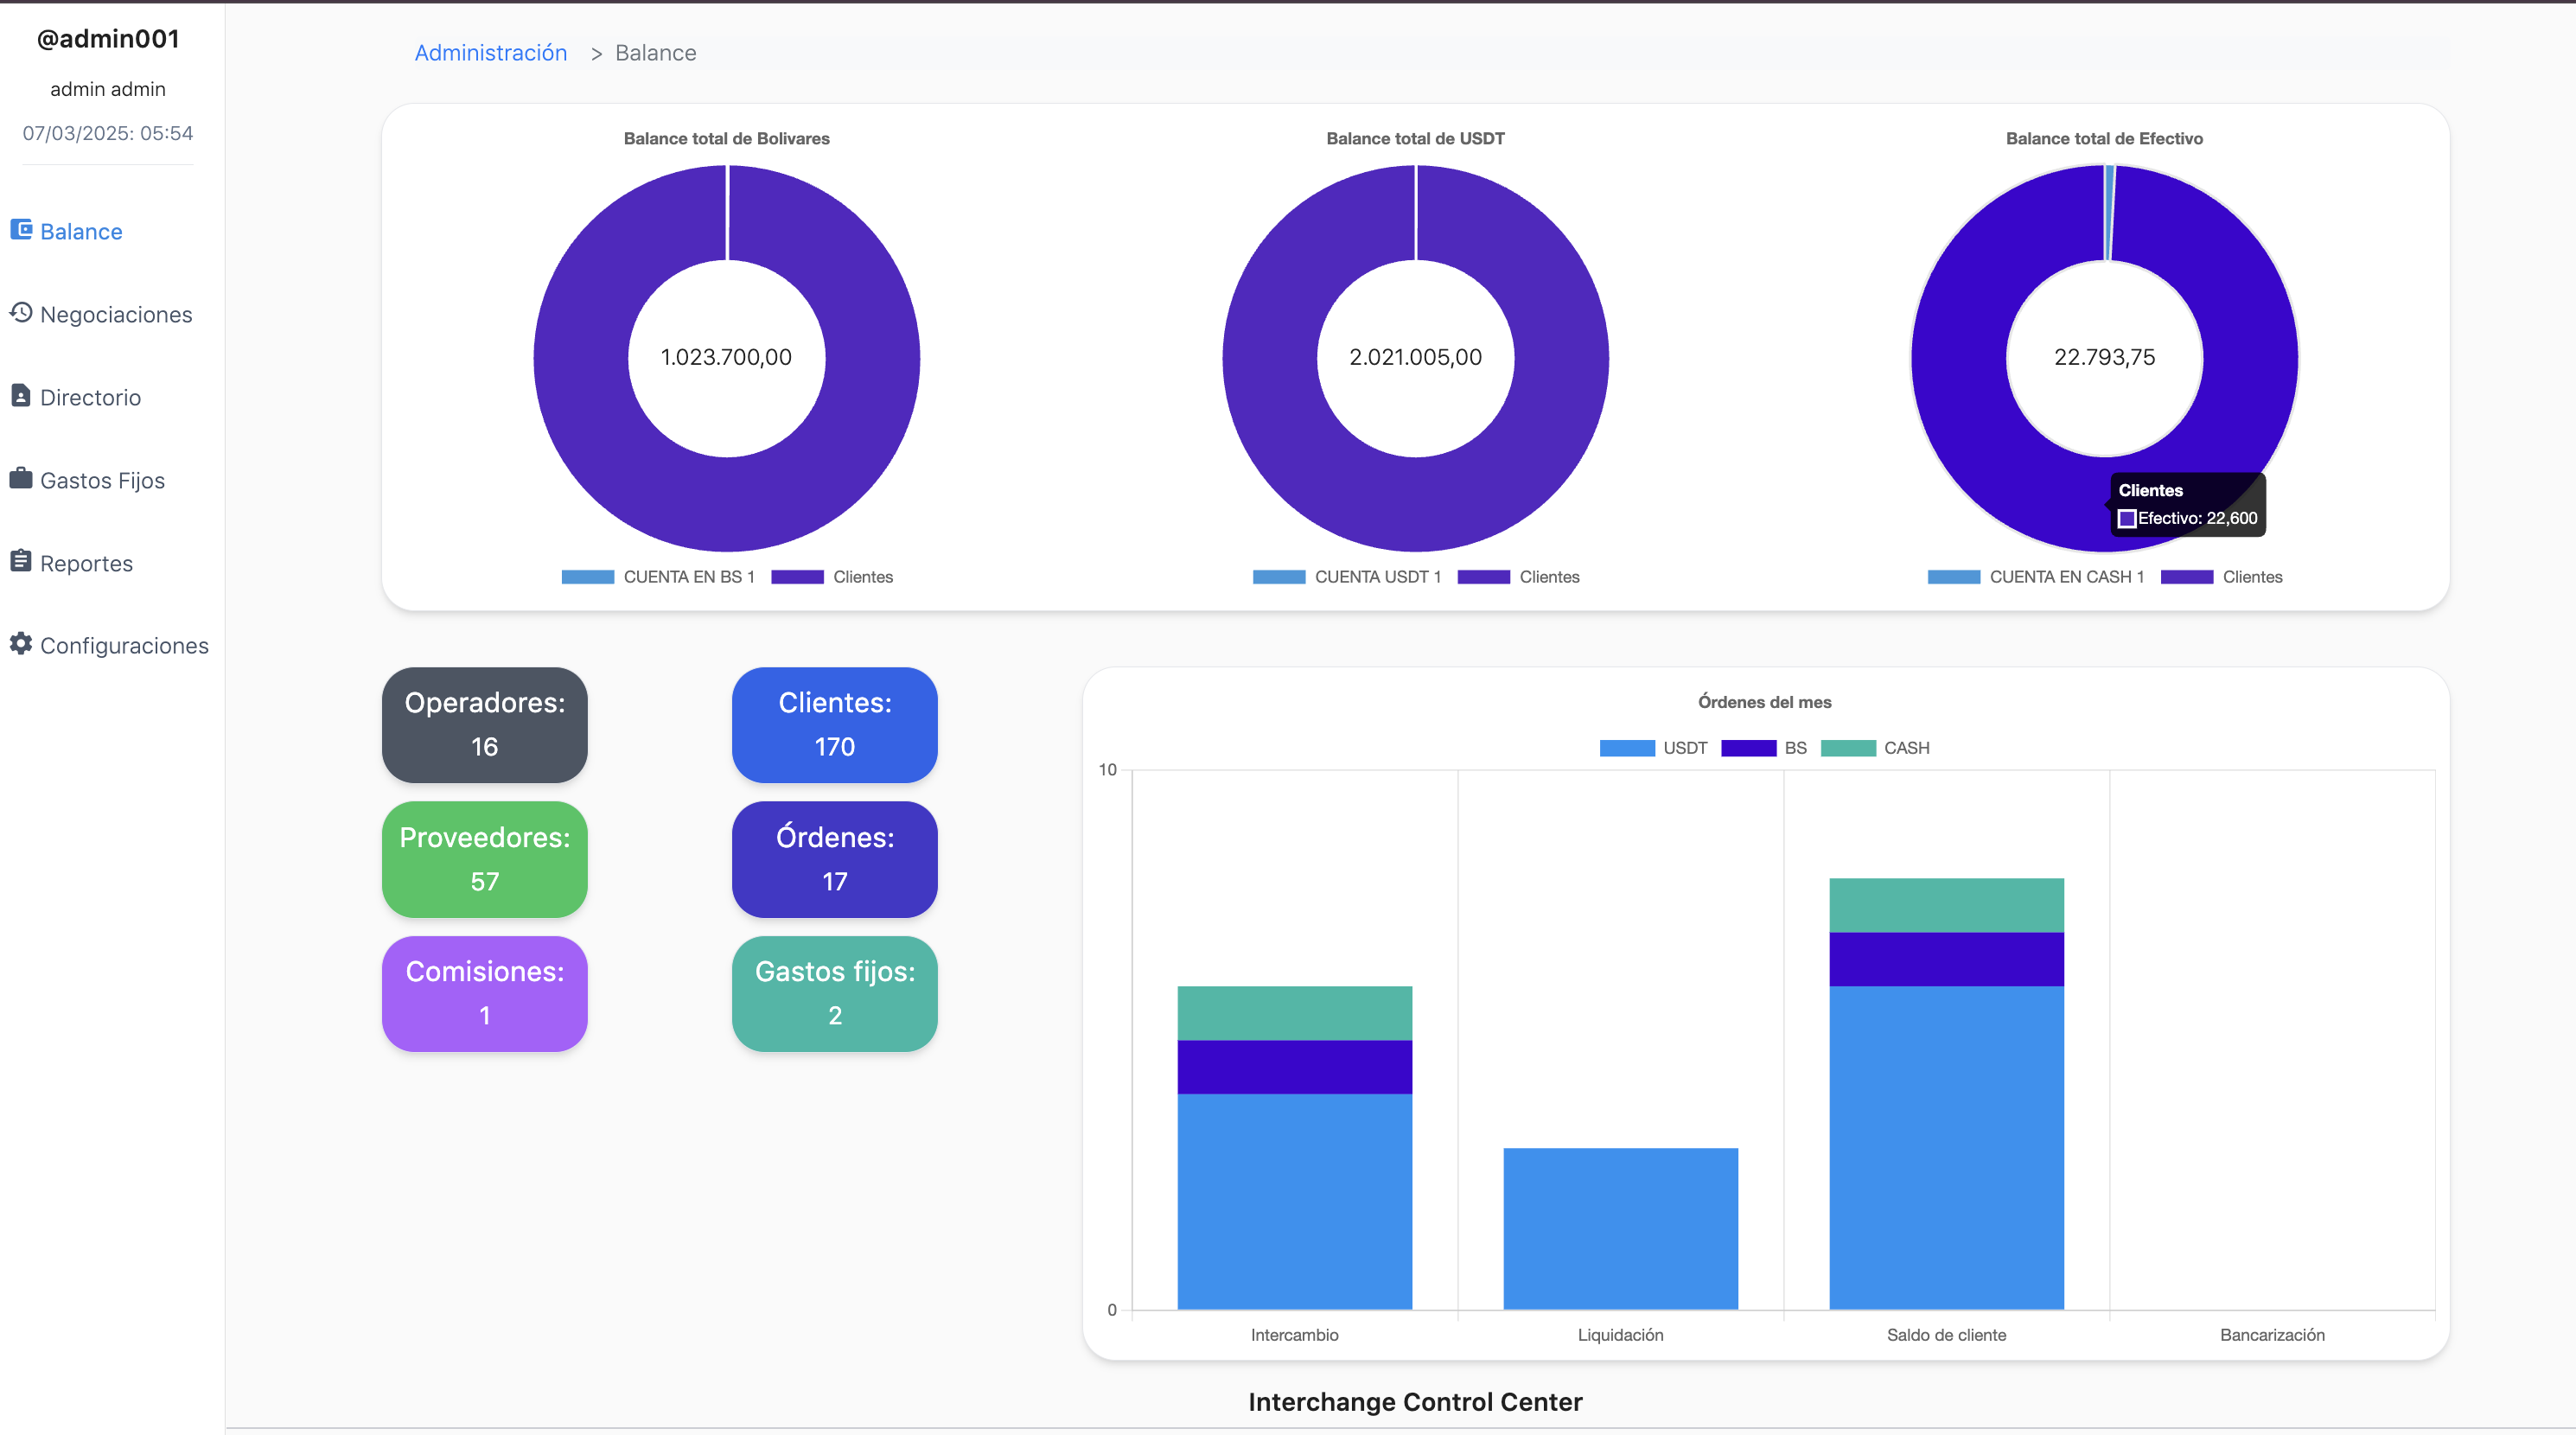 @admin001
admin admin
07/03/2025: 05:54
Balance
Negociaciones
Directorio
Gastos Fijos
Reportes
Configuraciones
Administración > Balance
Balance total de Bolivares
1.023.700,00
CUENTA EN BS 1 Clientes
Balance total de USDT
2.021.005,00
CUENTA USDT 1 Clientes
Balance total de Efectivo
22.793,75
Clientes
Efectivo: 22,600
CUENTA EN CASH 1 Clientes
Operadores:
16
Clientes:
170
Proveedores:
57
Órdenes:
17
Comisiones:
1
Gastos fijos:
2
Órdenes del mes
USDT BS CASH
10
0
Intercambio Liquidación Saldo de cliente Bancarización
Interchange Control Center